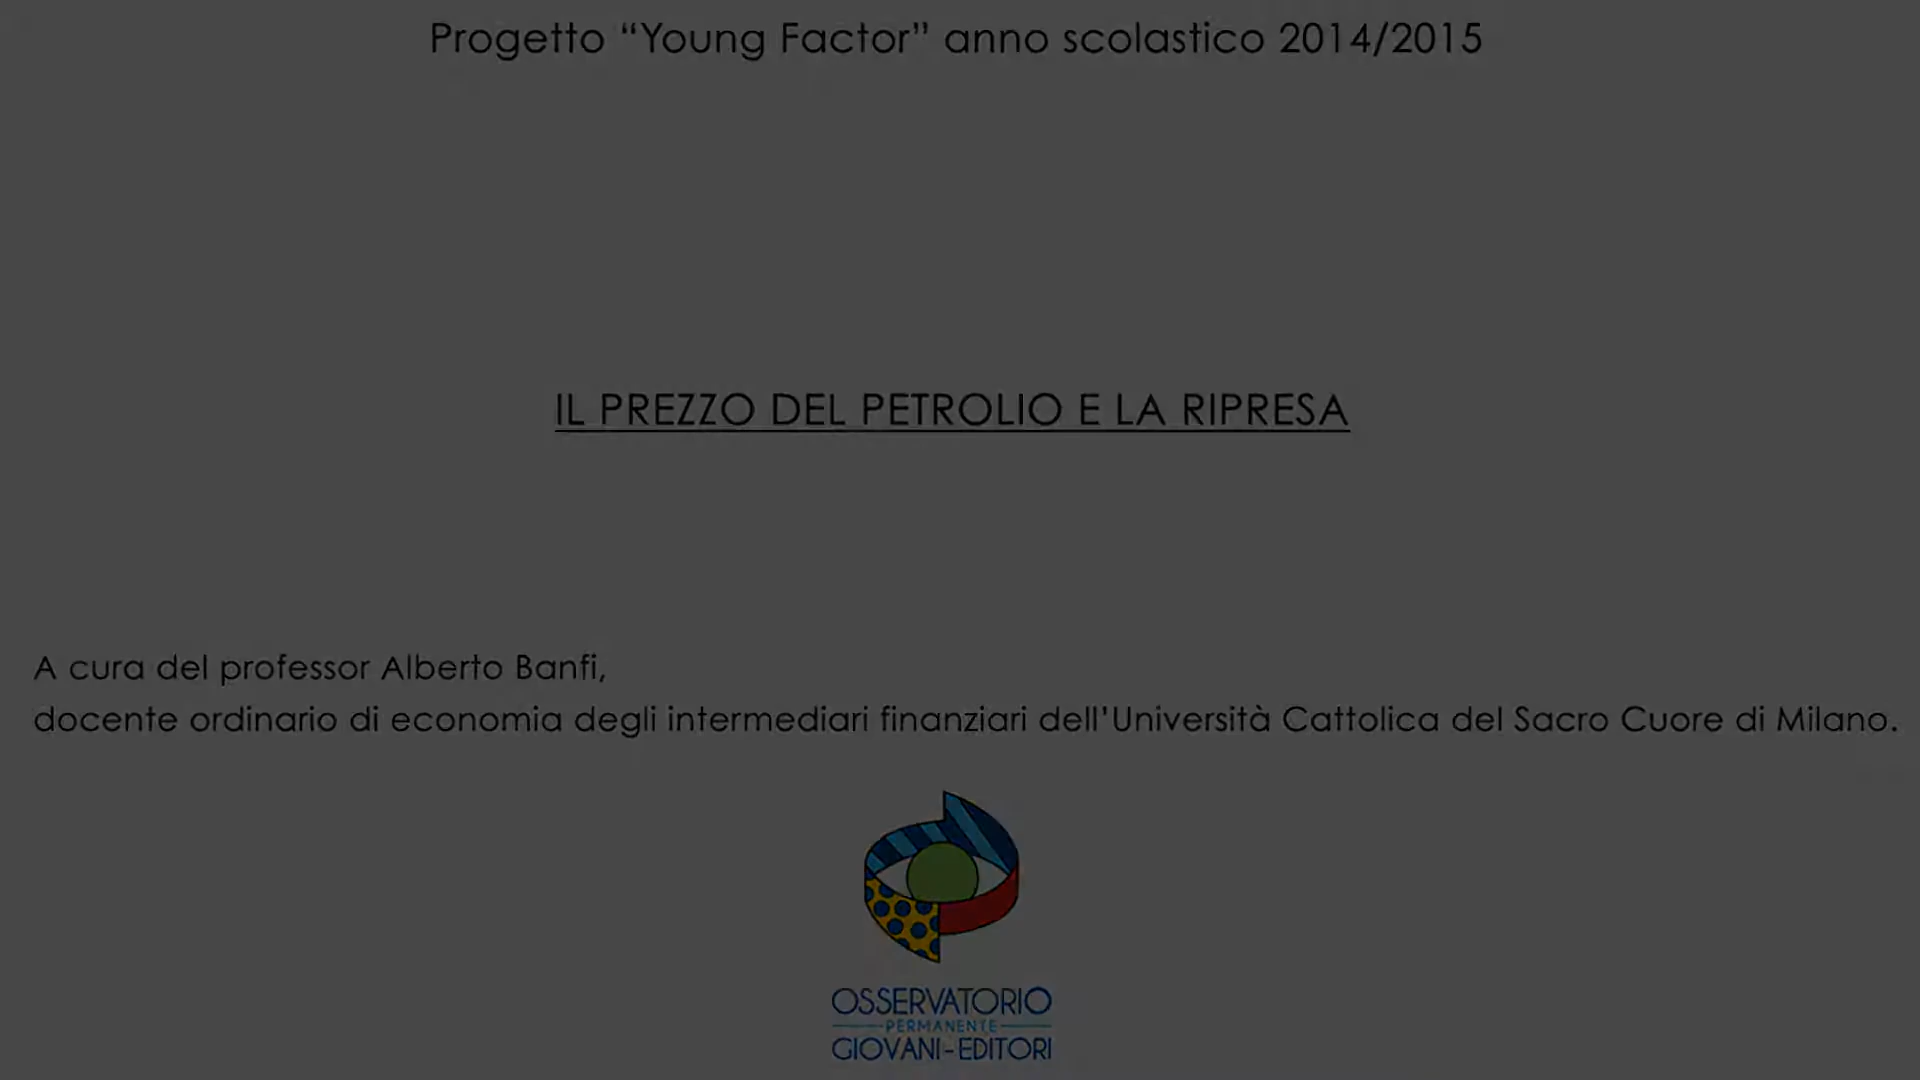 Progetto “Young Factor” anno scolastico 2014/2015
IL PREZZO DEL PETROLIO E LA RIPRESA
A cura del professor Alberto Banfi,
docente ordinario di economia degli intermediari finanziari dell’Università Cattolica del Sacro Cuore di Milano.
OSSERVATORIO
PERMANENTE
GIOVANI-EDITORI